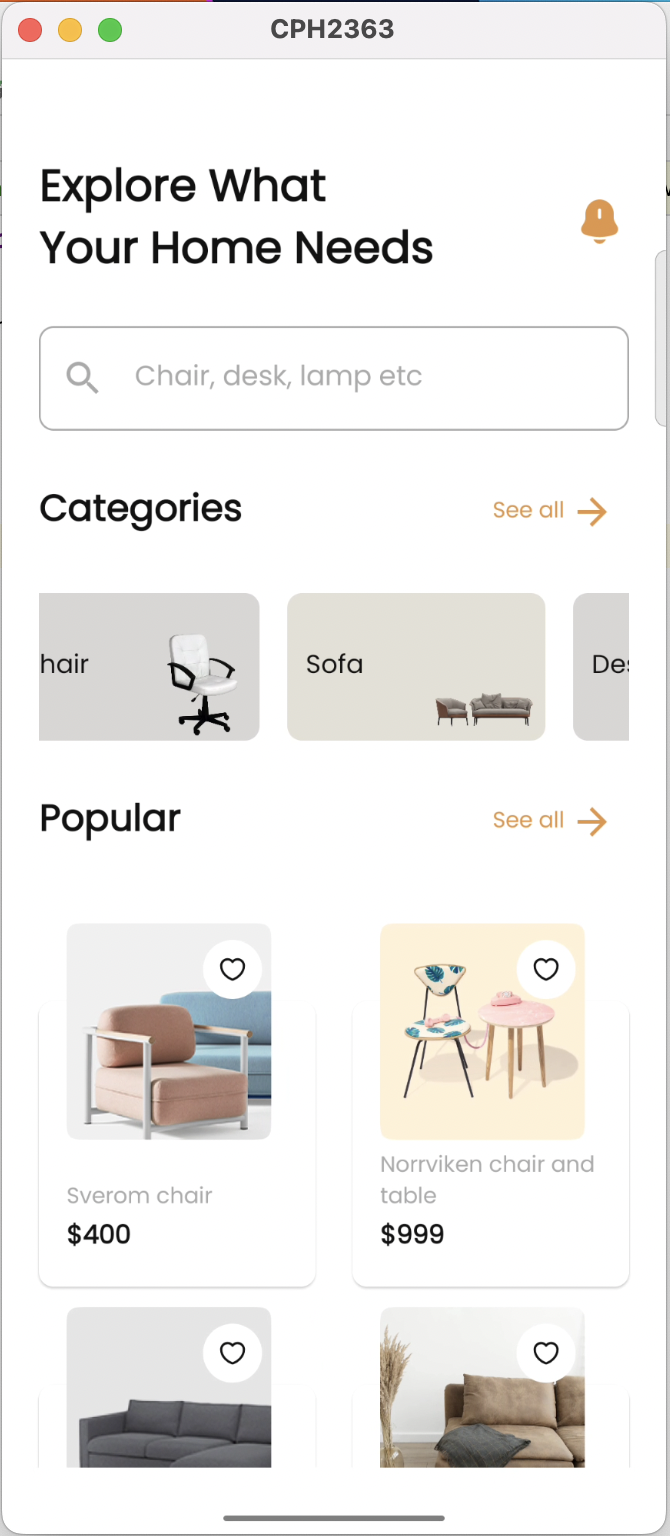 CPH2363
Explore What
Your Home Needs
Chair, desk, lamp etc
Categories
See all
hair
Sofa
Des
Popular
See all
Sverom chair
$400
Norrviken chair and
table
$999